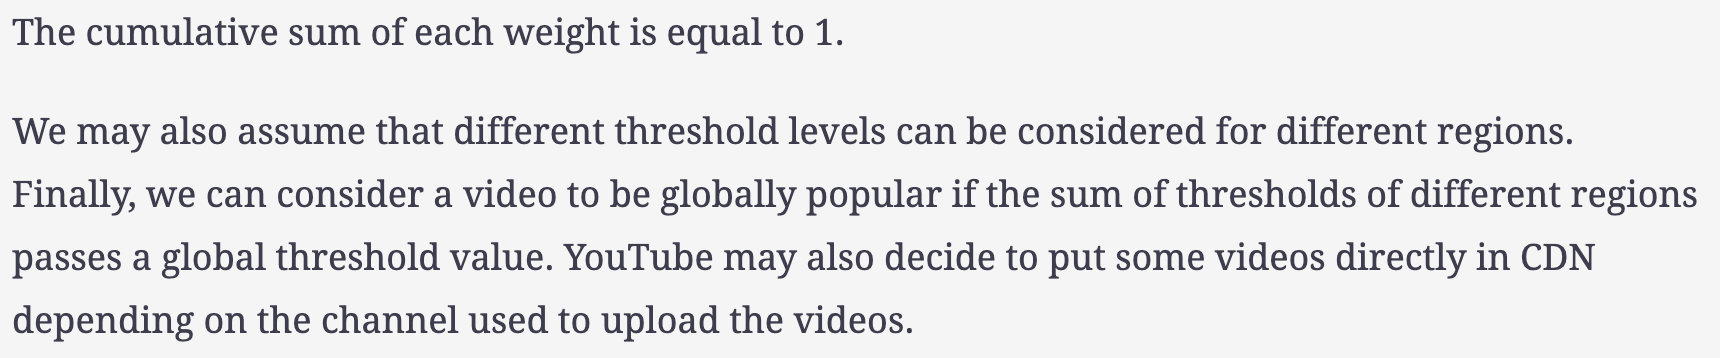 The cumulative sum of each weight is equal to 1.
We may also assume that different threshold levels can be considered for different regions.
Finally, we can consider a video to be globally popular if the sum of thresholds of different regions
passes a global threshold value. YouTube may also decide to put some videos directly in CDN
depending on the channel used to upload the videos.